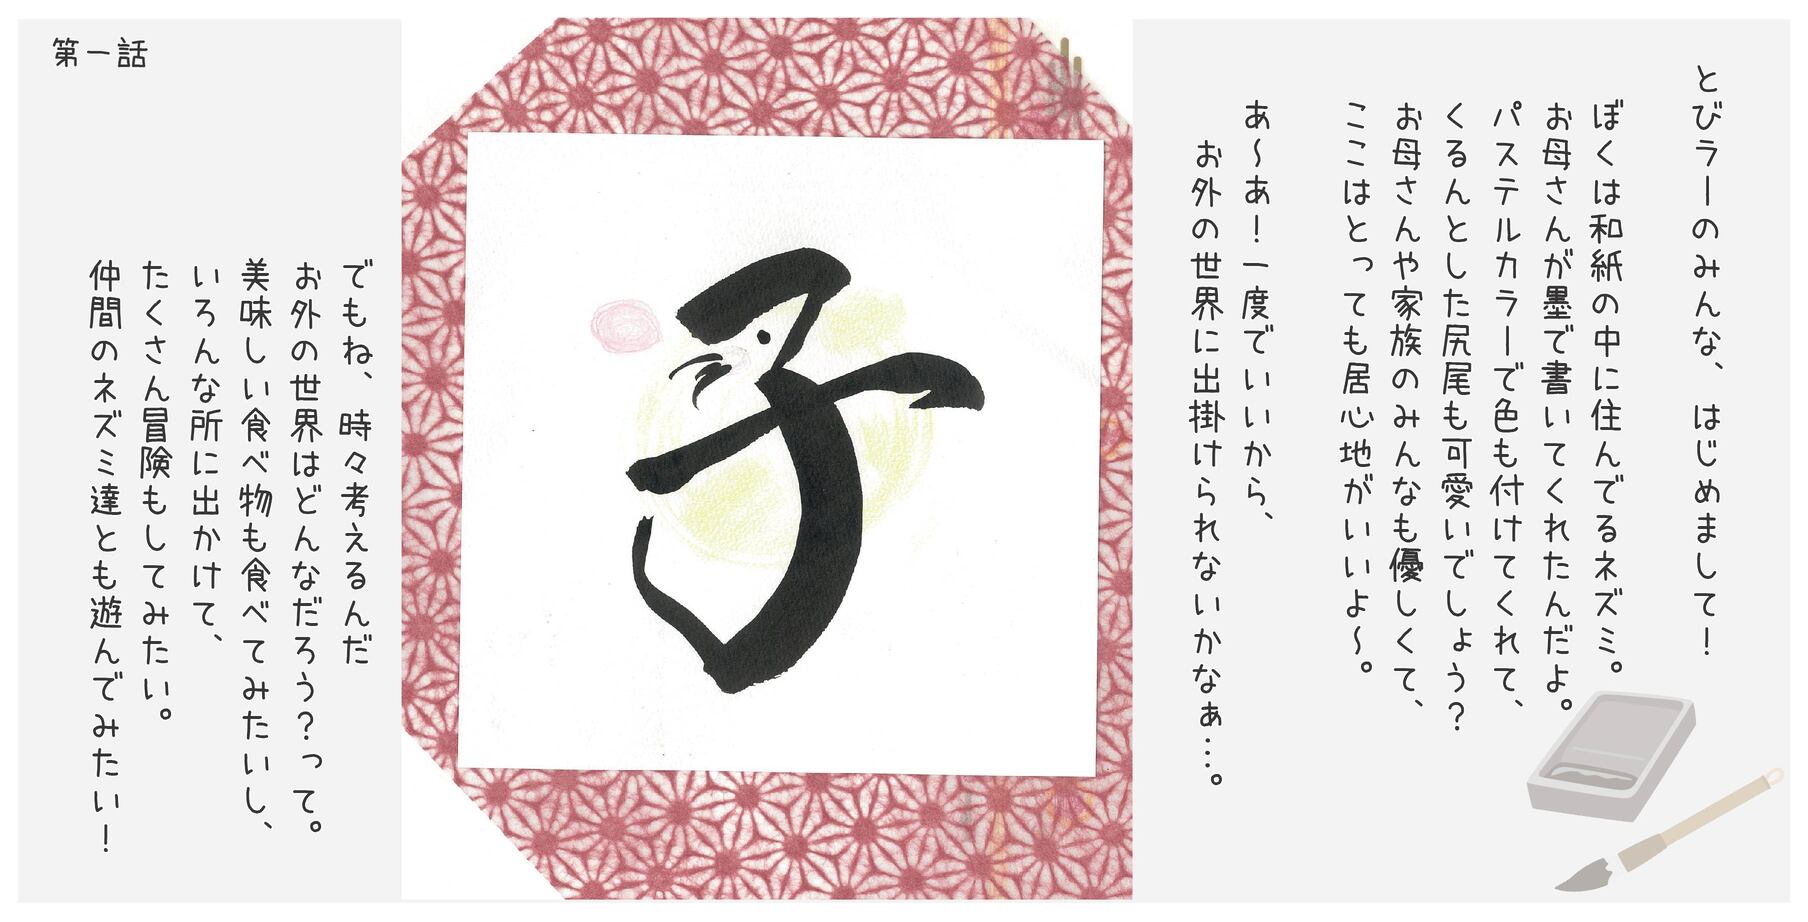 第一話
とびラーのみんな、はじめまして！
ぼくは和紙の中に住んでるネズミ。
お母さんが墨で書いてくれたんだよ。
パステルカラーで色も付けてくれて、
くるんとした尻尾も可愛いでしょう？
お母さんや家族のみんなも優しくて、
ここはとっても居心地がいいよ～。
あ～あ！一度でいいから、
お外の世界に出掛けられないかなぁ…。
子
でもね、時々考えるんだ
お外の世界はどんなだろう？って。
美味しい食べ物も食べてみたいし、
いろんな所に出かけて、
たくさん冒険もしてみたい。
仲間のネズミ達とも遊んでみたい！